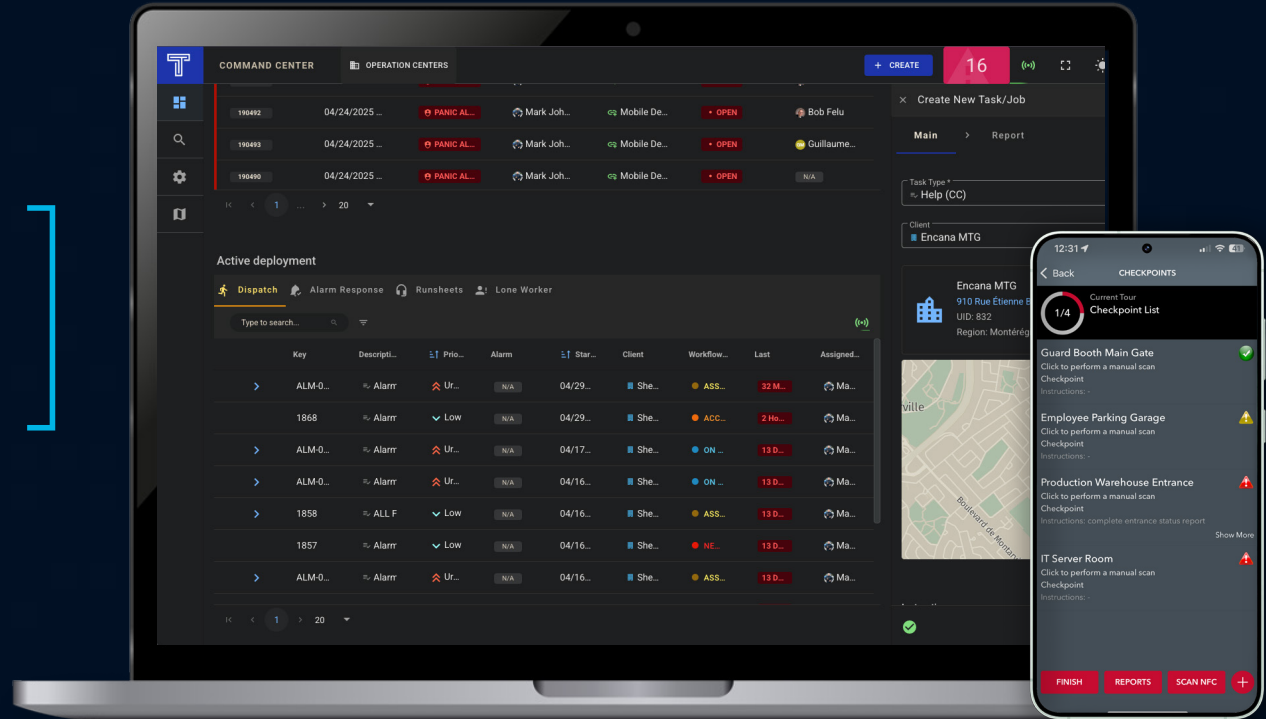 COMMAND CENTER
OPERATION CENTERS
+ CREATE
16
190492 04/24/2025 ... PANIC AL... Mark Joh... Mobile De... • OPEN Bob Felu
190493 04/24/2025 ... PANIC AL... Mark Joh... Mobile De... • OPEN Guillaume...
190490 04/24/2025 ... PANIC AL... Mark Joh... Mobile De... • OPEN N/A
1 ... 20
Active deployment
Dispatch Alarm Response Runsheets Lone Worker
Type to search...
Key Descripti... Prio... Alarm Star... Client Workflow... Last Assigned...
ALM-0... Alarm Ur... N/A 04/29... She... ASS... 32 M... Ma...
1868 Alarm Low N/A 04/29... She... ACC... 2 Ho... Ma...
ALM-0... Alarm Ur... N/A 04/17... She... ON ... 13 D... Ma...
ALM-0... Alarm Ur... N/A 04/16... She... ON ... 13 D... Ma...
1858 ALL F Low N/A 04/16... She... ASS... 13 D... Ma...
1857 Alarm Low N/A 04/16... She... NE... 13 D... Ma...
ALM-0... Alarm Ur... N/A 04/16... She... ASS... 13 D... Ma...
1 20
× Create New Task/Job
Main > Report
Task Type *
Help (CC)
Client
Encana MTG
Encana MTG
910 Rue Étienne B
UID: 832
Region: Montérég
ville
Boulevard de Montar
12:31
41
Back
CHECKPOINTS
1/4
Current Tour
Checkpoint List
Guard Booth Main Gate
Click to perform a manual scan
Checkpoint
Instructions: -
Employee Parking Garage
Click to perform a manual scan
Checkpoint
Instructions: -
Production Warehouse Entrance
Click to perform a manual scan
Checkpoint
Instructions: complete entrance status report
Show More
IT Server Room
Click to perform a manual scan
Checkpoint
Instructions: -
FINISH
REPORTS
SCAN NFC
+